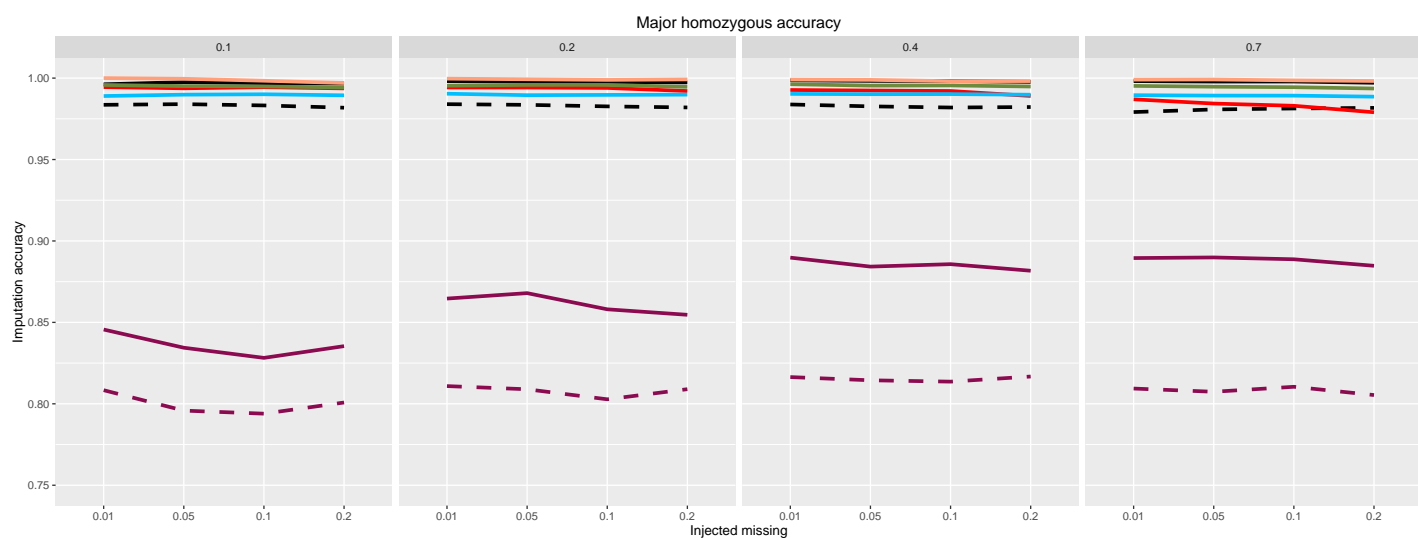 Major homozygous accuracy
0.1 0.2 0.4 0.7
1.00
0.95
0.90
0.85
0.80
0.75
Imputation accuracy
0.01 0.05 0.1 0.2 0.01 0.05 0.1 0.2 0.01 0.05 0.1 0.2 0.01 0.05 0.1 0.2
Injected missing